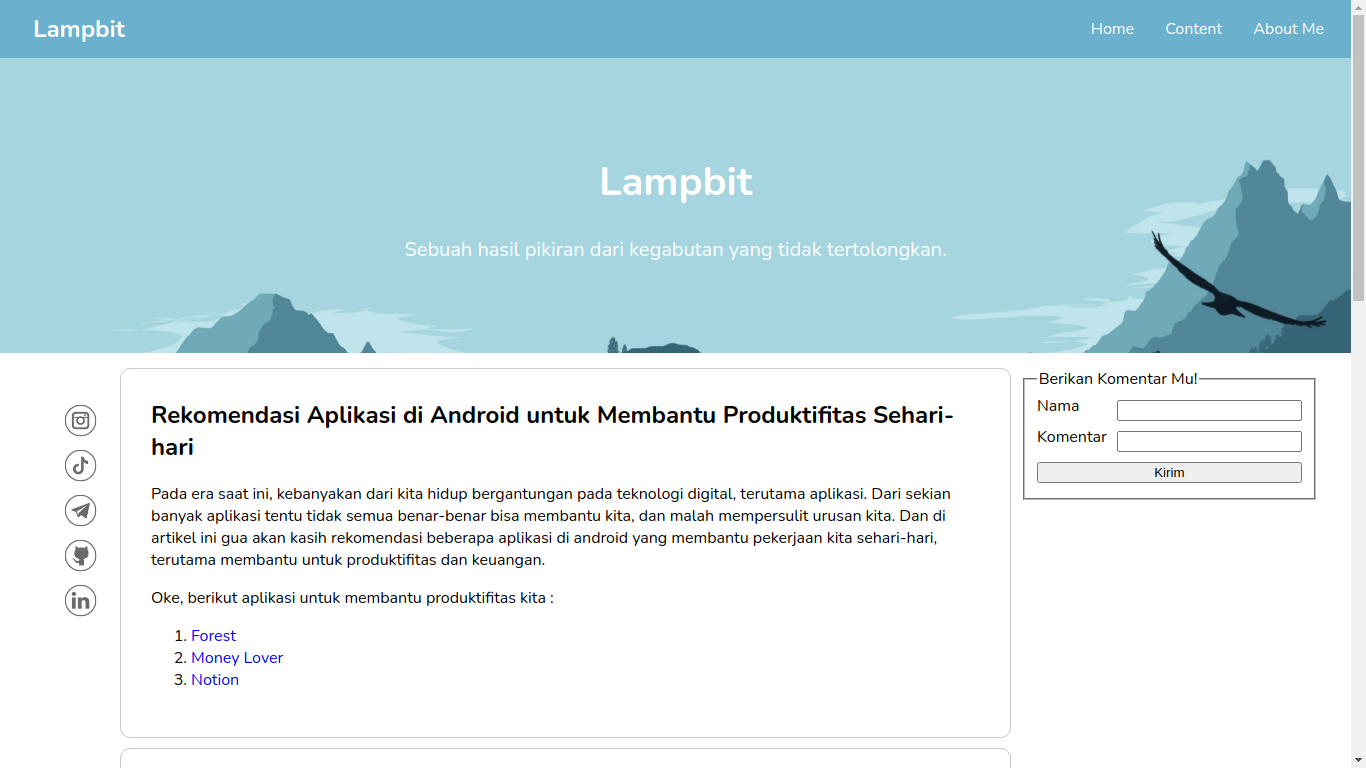 Lampbit
Home
Content
About Me
Lampbit
Sebuah hasil pikiran dari kegabutan yang tidak tertolongkan.
Rekomendasi Aplikasi di Android untuk Membantu Produktifitas Sehari-
hari
Pada era saat ini, kebanyakan dari kita hidup bergantungan pada teknologi digital, terutama aplikasi. Dari sekian
banyak aplikasi tentu tidak semua benar-benar bisa membantu kita, dan malah mempersulit urusan kita. Dan di
artikel ini gua akan kasih rekomendasi beberapa aplikasi di android yang membantu pekerjaan kita sehari-hari,
terutama membantu untuk produktifitas dan keuangan.
Oke, berikut aplikasi untuk membantu produktifitas kita :
1. Forest
2. Money Lover
3. Notion
Berikan Komentar Mu!
Nama
Komentar
Kirim